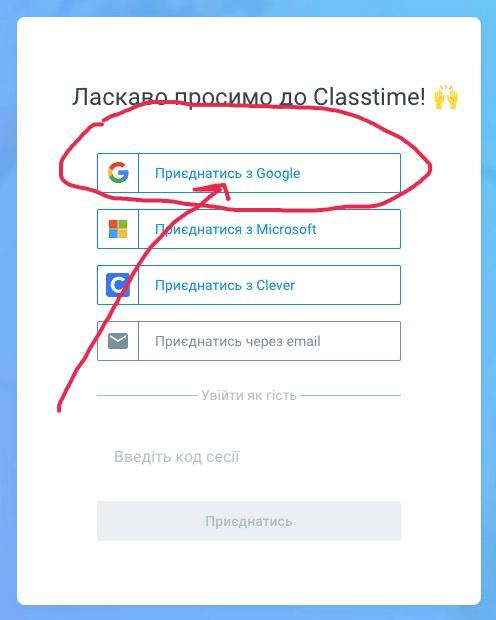 Ласкаво просимо до Classtime! 🙌
Приєднатись з Google
Приєднатися з Microsoft
Приєднатись з Clever
Приєднатись через email
Увійти як гість
Введіть код сесії
Приєднатись